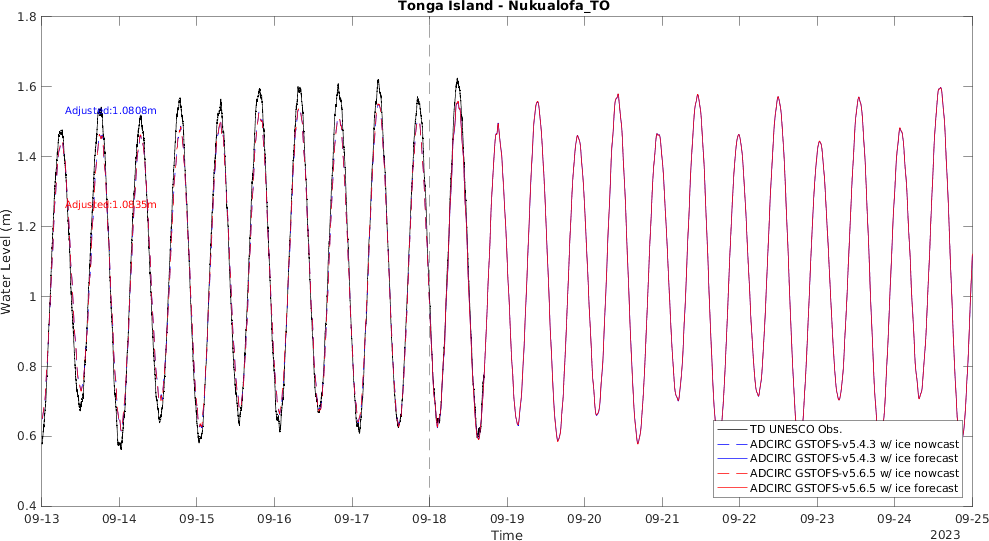 Tonga Island - Nukualofa_TO
1.8
1.6
1.4
1.2
1
0.8
0.6
0.4
Water Level (m)
Adjusted:1.0808m
Adjusted:1.0835m
TD UNESCO Obs.
ADCIRC GSTOFS-v5.4.3 w/ ice nowcast
ADCIRC GSTOFS-v5.4.3 w/ ice forecast
ADCIRC GSTOFS-v5.6.5 w/ ice nowcast
ADCIRC GSTOFS-v5.6.5 w/ ice forecast
09-13 09-14 09-15 09-16 09-17 09-18 09-19 09-20 09-21 09-22 09-23 09-24 09-25
Time
2023